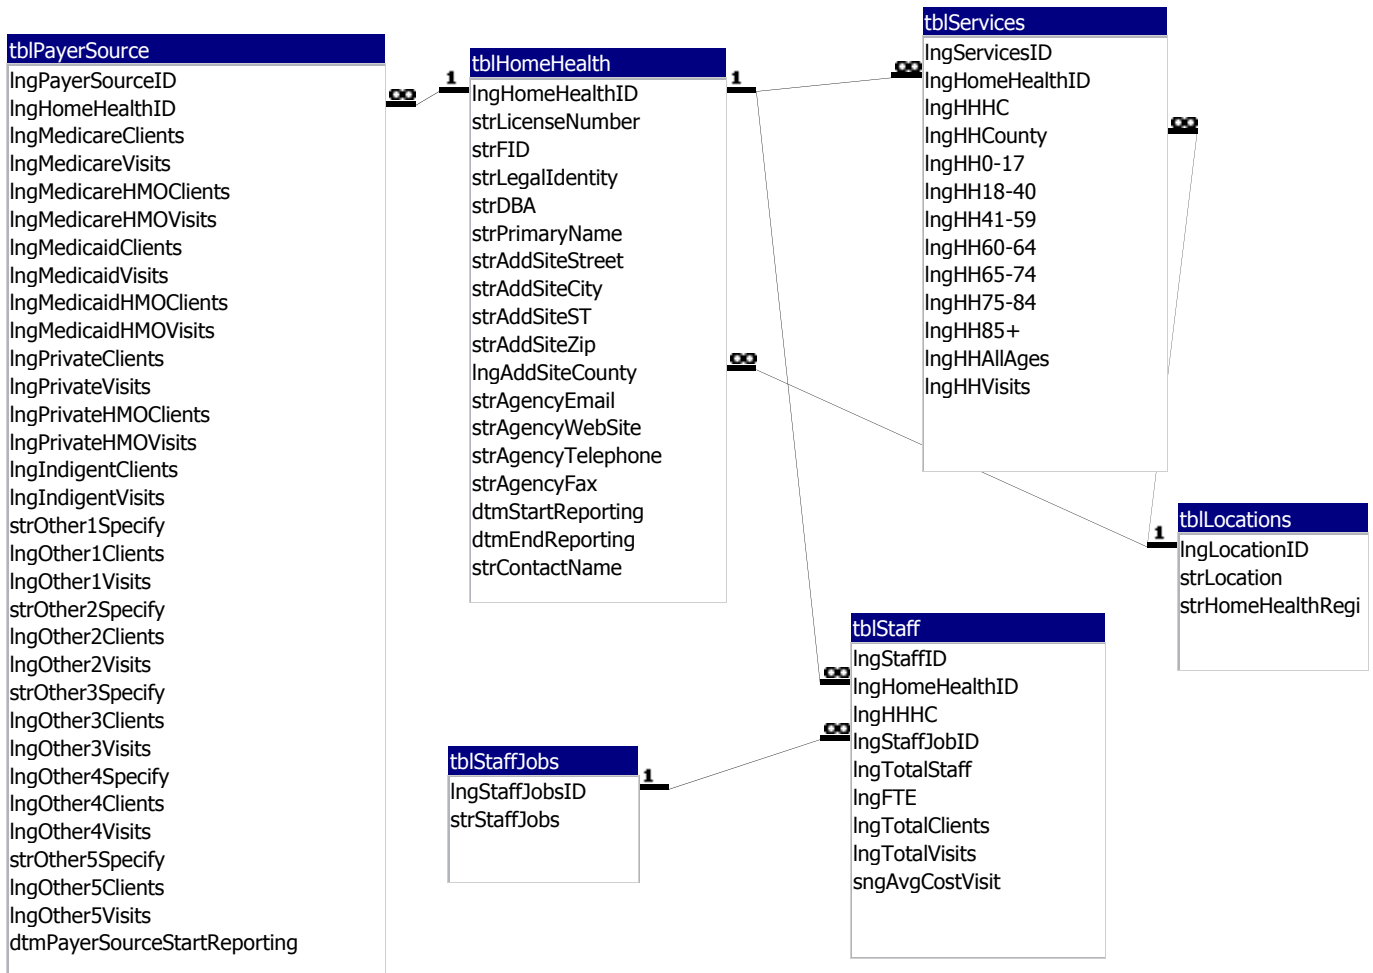 tblPayerSource
lngPayerSourceID
lngHomeHealthID
lngMedicareClients
lngMedicareVisits
lngMedicareHMOClients
lngMedicareHMOVisits
lngMedicaidClients
lngMedicaidVisits
lngMedicaidHMOClients
lngMedicaidHMOVisits
lngPrivateClients
lngPrivateVisits
lngPrivateHMOClients
lngPrivateHMOVisits
lngIndigentClients
lngIndigentVisits
strOther1Specify
lngOther1Clients
lngOther1Visits
strOther2Specify
lngOther2Clients
lngOther2Visits
strOther3Specify
lngOther3Clients
lngOther3Visits
lngOther4Specify
lngOther4Clients
lngOther4Visits
strOther5Specify
lngOther5Clients
lngOther5Visits
dtmPayerSourceStartReporting
∞
1
tblHomeHealth
lngHomeHealthID
strLicenseNumber
strFID
strLegalIdentity
strDBA
strPrimaryName
strAddSiteStreet
strAddSiteCity
strAddSiteST
strAddSiteZip
lngAddSiteCounty
strAgencyEmail
strAgencyWebSite
strAgencyTelephone
strAgencyFax
dtmStartReporting
dtmEndReporting
strContactName
1
∞
∞
tblServices
lngServicesID
lngHomeHealthID
lngHHHC
lngHHCounty
lngHH0-17
lngHH18-40
lngHH41-59
lngHH60-64
lngHH65-74
lngHH75-84
lngHH85+
lngHHAllAges
lngHHVisits
∞
1
tblLocations
lngLocationID
strLocation
strHomeHealthRegi
tblStaffJobs
lngStaffJobsID
strStaffJobs
1
∞
∞
tblStaff
lngStaffID
lngHomeHealthID
lngHHHC
lngStaffJobID
lngTotalStaff
lngFTE
lngTotalClients
lngTotalVisits
sngAvgCostVisit